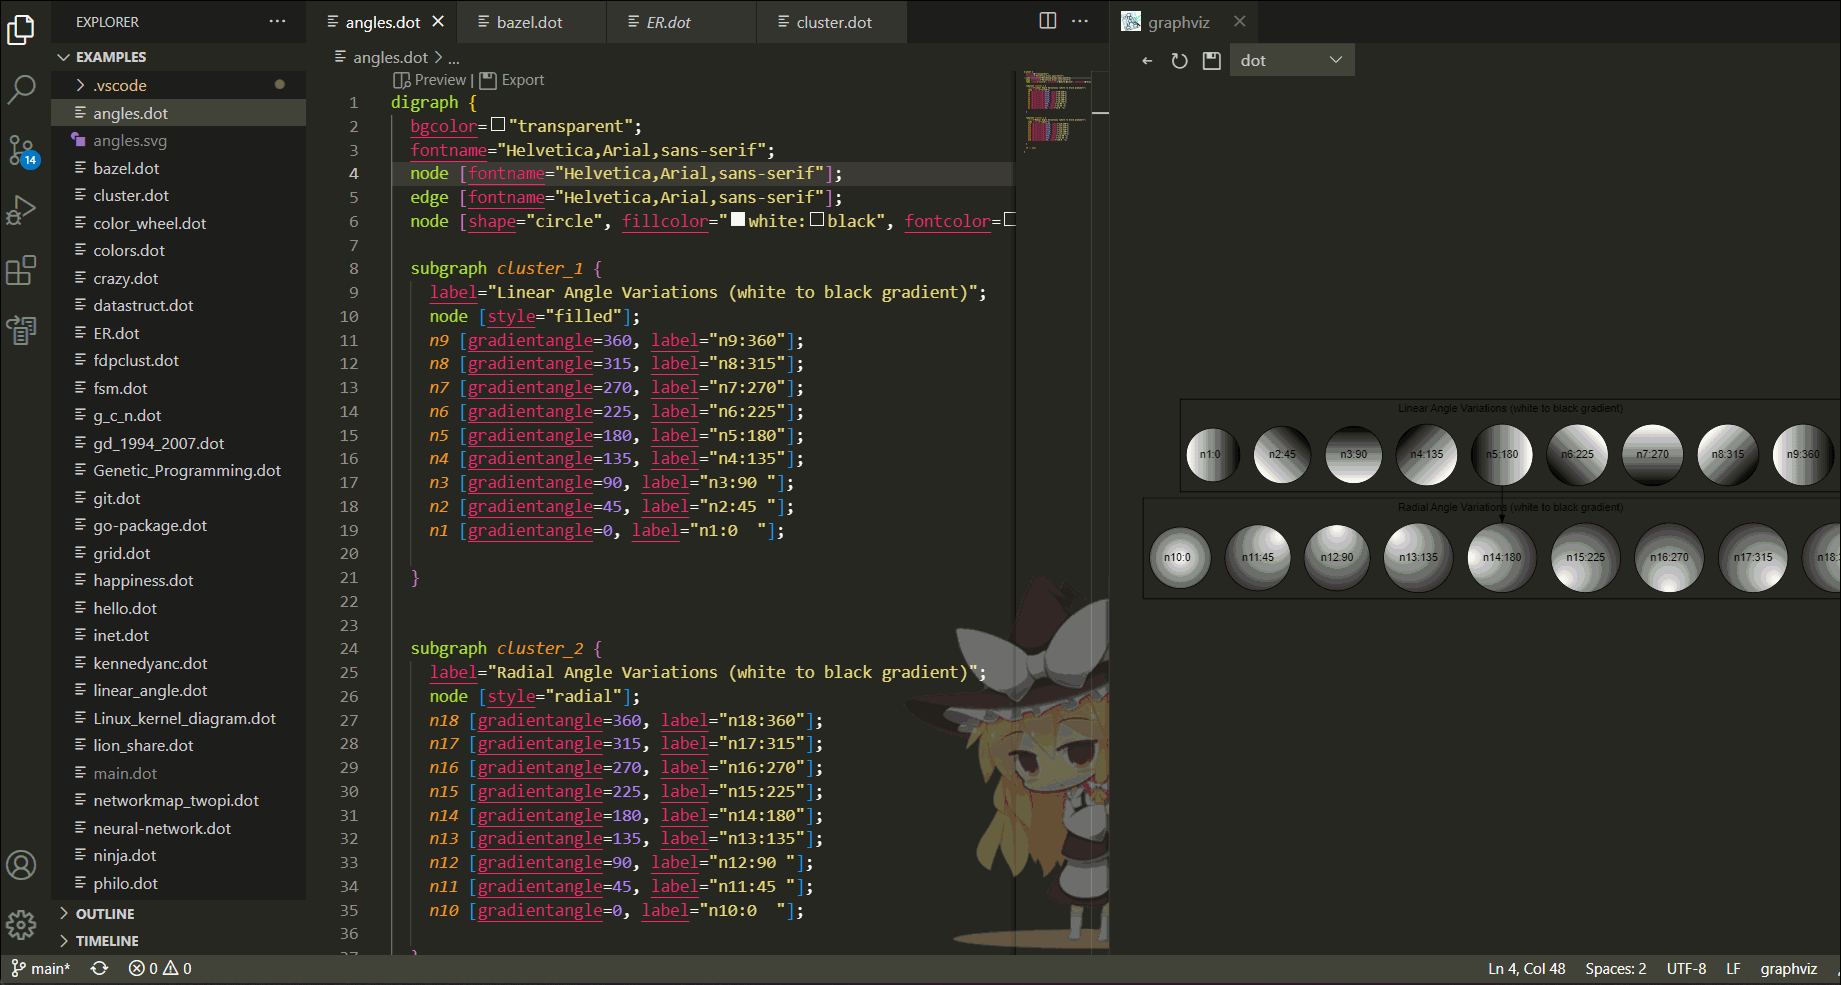 EXPLORER ···
EXAMPLES
.vscode
angles.dot
angles.svg
bazel.dot
cluster.dot
color_wheel.dot
colors.dot
crazy.dot
datastruct.dot
ER.dot
fdpclust.dot
fsm.dot
g_c_n.dot
gd_1994_2007.dot
Genetic_Programming.dot
git.dot
go-package.dot
grid.dot
happiness.dot
hello.dot
inet.dot
kennedyanc.dot
linear_angle.dot
Linux_kernel_diagram.dot
lion_share.dot
main.dot
networkmap_twopi.dot
neural-network.dot
ninja.dot
philo.dot
OUTLINE
TIMELINE
14
angles.dot bazel.dot ER.dot cluster.dot
angles.dot > ...
Preview | Export
1 digraph {
2 bgcolor="transparent";
3 fontname="Helvetica,Arial,sans-serif";
4 node [fontname="Helvetica,Arial,sans-serif"];
5 edge [fontname="Helvetica,Arial,sans-serif"];
6 node [shape="circle", fillcolor="white:black", fontcolor=
7
8 subgraph cluster_1 {
9 label="Linear Angle Variations (white to black gradient)";
10 node [style="filled"];
11 n9 [gradientangle=360, label="n9:360"];
12 n8 [gradientangle=315, label="n8:315"];
13 n7 [gradientangle=270, label="n7:270"];
14 n6 [gradientangle=225, label="n6:225"];
15 n5 [gradientangle=180, label="n5:180"];
16 n4 [gradientangle=135, label="n4:135"];
17 n3 [gradientangle=90, label="n3:90 "];
18 n2 [gradientangle=45, label="n2:45 "];
19 n1 [gradientangle=0, label="n1:0  "];
20
21 }
22
23
24 subgraph cluster_2 {
25 label="Radial Angle Variations (white to black gradient)";
26 node [style="radial"];
27 n18 [gradientangle=360, label="n18:360"];
28 n17 [gradientangle=315, label="n17:315"];
29 n16 [gradientangle=270, label="n16:270"];
30 n15 [gradientangle=225, label="n15:225"];
31 n14 [gradientangle=180, label="n14:180"];
32 n13 [gradientangle=135, label="n13:135"];
33 n12 [gradientangle=90, label="n12:90 "];
34 n11 [gradientangle=45, label="n11:45 "];
35 n10 [gradientangle=0, label="n10:0  "];
36
37 }
graphviz
dot
Linear Angle Variations (white to black gradient)
n1:0 n2:45 n3:90 n4:135 n5:180 n6:225 n7:270 n8:315 n9:360
Radial Angle Variations (white to black gradient)
n10:0 n11:45 n12:90 n13:135 n14:180 n15:225 n16:270 n17:315 n18:
main* 0 0 Ln 4, Col 48 Spaces: 2 UTF-8 LF graphviz